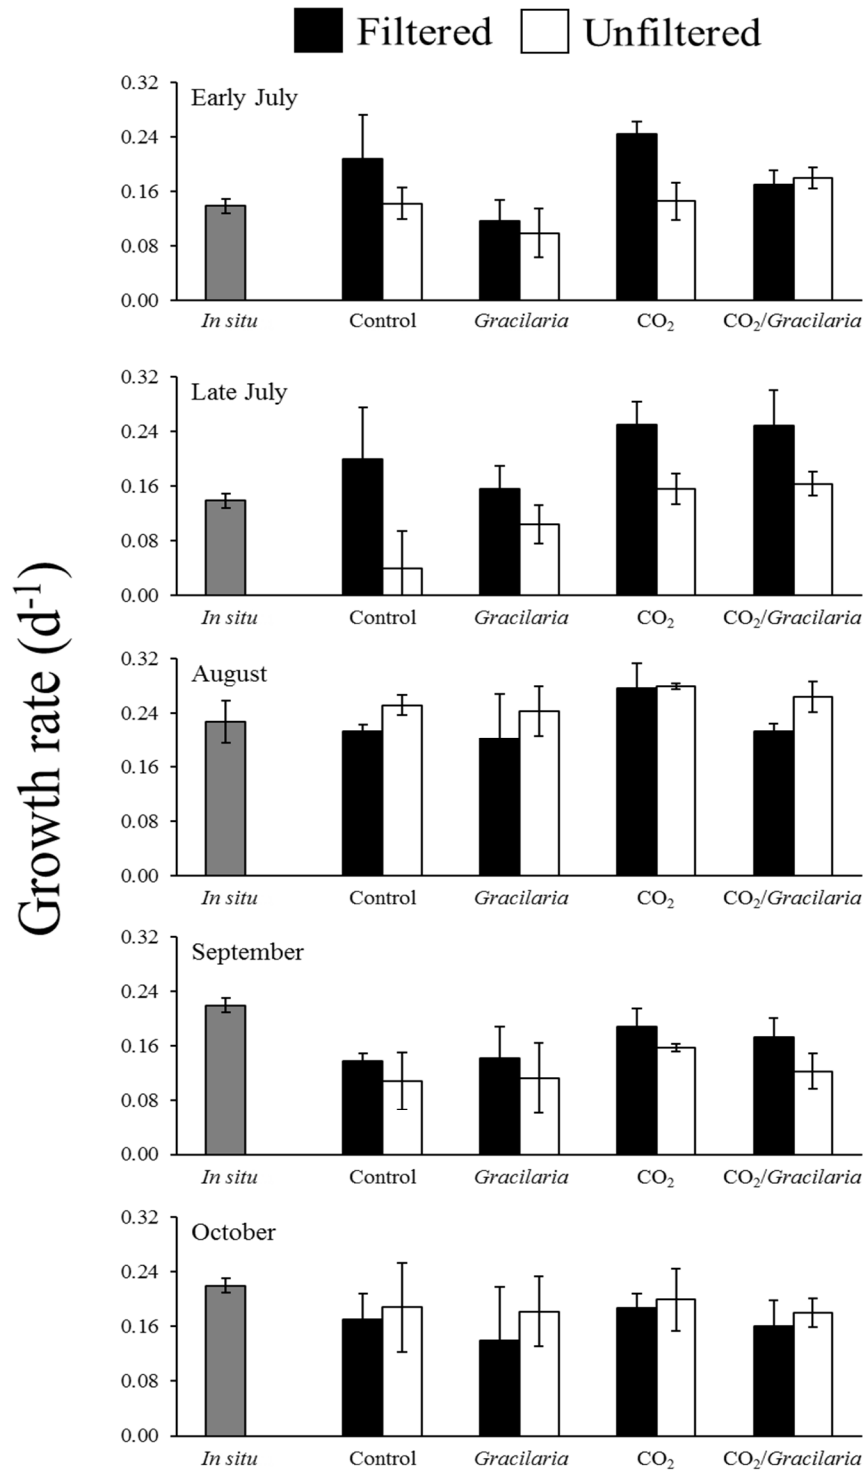 Filtered Unfiltered
Growth rate (d⁻¹)
Early July
0.32
0.24
0.16
0.08
0.00
In situ Control Gracilaria CO₂ CO₂/Gracilaria
Late July
0.32
0.24
0.16
0.08
0.00
In situ Control Gracilaria CO₂ CO₂/Gracilaria
August
0.32
0.24
0.16
0.08
0.00
In situ Control Gracilaria CO₂ CO₂/Gracilaria
September
0.32
0.24
0.16
0.08
0.00
In situ Control Gracilaria CO₂ CO₂/Gracilaria
October
0.32
0.24
0.16
0.08
0.00
In situ Control Gracilaria CO₂ CO₂/Gracilaria